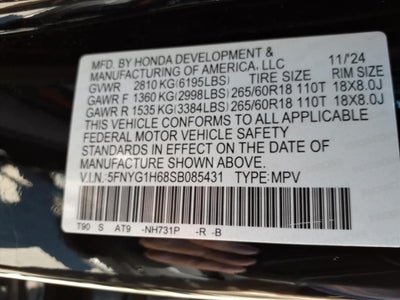 MFD. BY HONDA DEVELOPMENT &
MANUFACTURING OF AMERICA, LLC 11/'24
GVWR 2810 KG(6195LBS) TIRE SIZE RIM SIZE
GAWR F 1360 KG(2998LBS) 265/60R18 110T 18X8.0J
GAWR R 1535 KG(3384LBS) 265/60R18 110T 18X8.0J
THIS VEHICLE CONFORMS TO ALL APPLICABLE
FEDERAL MOTOR VEHICLE SAFETY
STANDARDS IN EFFECT ON THE DATE OF
MANUFACTURE SHOWN ABOVE.
V.I.N. 5FNYG1H68SB085431 TYPE: MPV
T90 S AT9 -NH731P -R -B